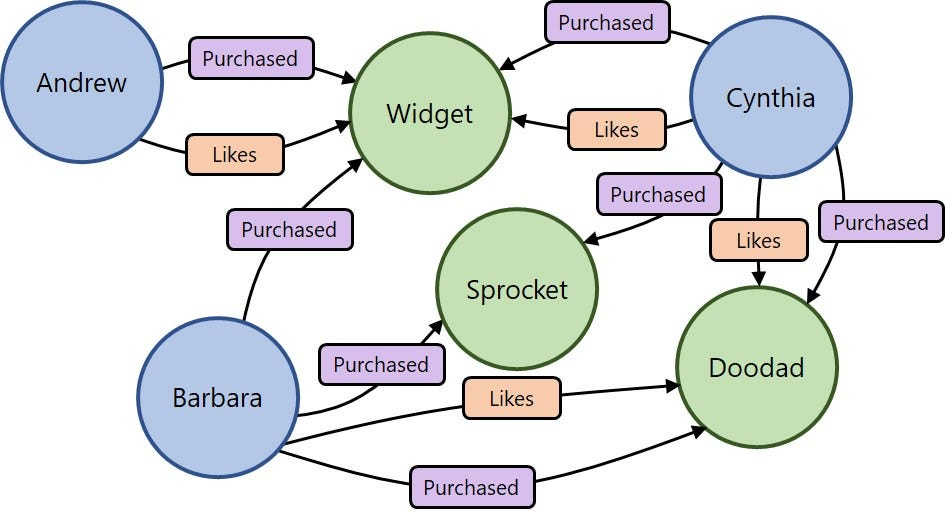 Purchased
Andrew
Purchased
Widget
Cynthia
Likes
Likes
Purchased
Purchased
Purchased
Likes
Sprocket
Purchased
Doodad
Barbara
Likes
Purchased